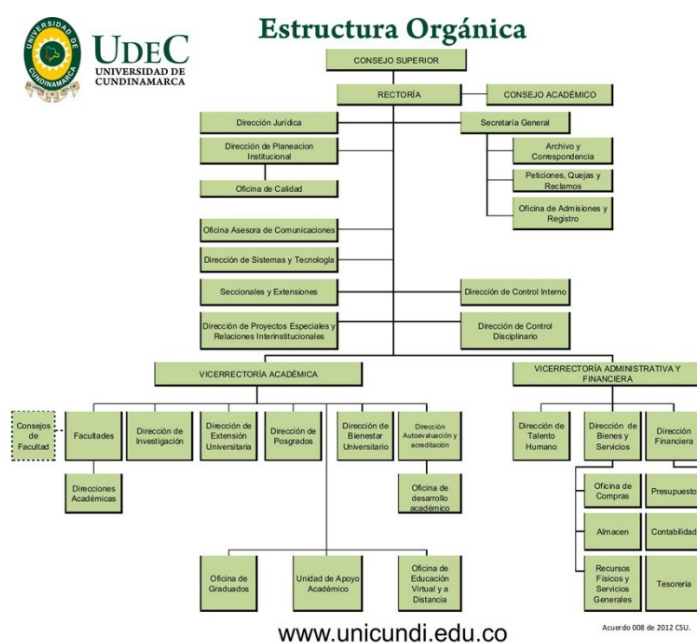 Estructura Orgánica
UNIVERSIDAD DE
CUNDINAMARCA
UDEC
UNIVERSIDAD DE
CUNDINAMARCA
CONSEJO SUPERIOR
RECTORÍA
CONSEJO ACADÉMICO
Dirección Jurídica
Secretaría General
Dirección de Planeacion
Institucional
Archivo y
Correspondencia
Oficina de Calidad
Peticiones, Quejas y
Reclamos
Oficina de Admisiones y
Registro
Oficina Asesora de Comunicaciones
Dirección de Sistemas y Tecnología
Seccionales y Extensiones
Dirección de Control Interno
Dirección de Proyectos Especiales y
Relaciones Interinstitucionales
Dirección de Control
Disciplinario
VICERRECTORÍA ACADÉMICA
VICERRECTORÍA ADMINISTRATIVA Y
FINANCIERA
Consejos
de
Facultad
Facultades
Dirección de
Investigación
Dirección de
Extensión
Universitaria
Dirección de
Posgrados
Dirección de
Bienestar
Universitario
Dirección
Autoevaluación y
acreditación
Dirección de
Talento
Humano
Dirección de
Bienes y
Servicios
Dirección
Financiera
Direcciones
Académicas
Oficina de
desarrollo
académico
Oficina de
Compras
Presupuesto
Almacen
Contabilidad
Oficina de
Graduados
Unidad de Apoyo
Académico
Oficina de
Educación
Virtual y a
Distancia
Recursos
Físicos y
Servicios
Generales
Tesorería
www.unicundi.edu.co
Acuerdo 008 de 2012 CSU.